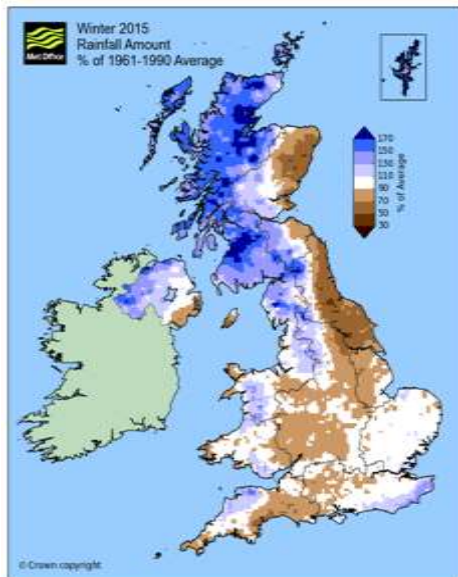 Met Office
Winter 2015
Rainfall Amount
% of 1961-1990 Average
170
150
130
110
90
70
50
30
% of Average
© Crown copyright